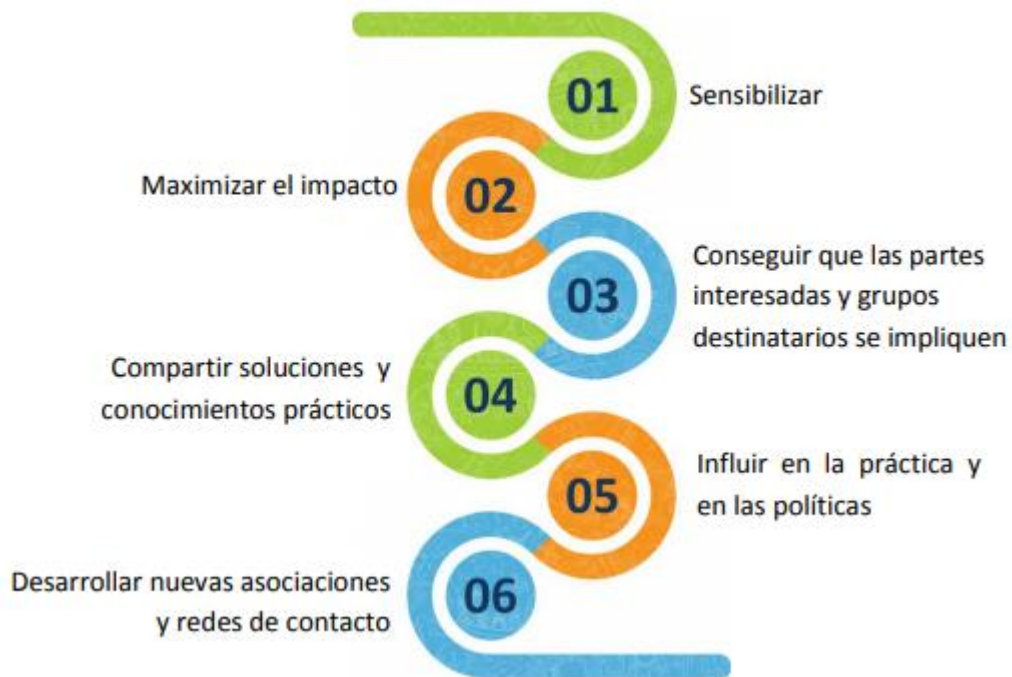 01
Sensibilizar
Maximizar el impacto
02
03
Conseguir que las partes
interesadas y grupos
destinatarios se impliquen
Compartir soluciones y
conocimientos prácticos
04
05
Influir en la práctica y
en las políticas
Desarrollar nuevas asociaciones
y redes de contacto
06